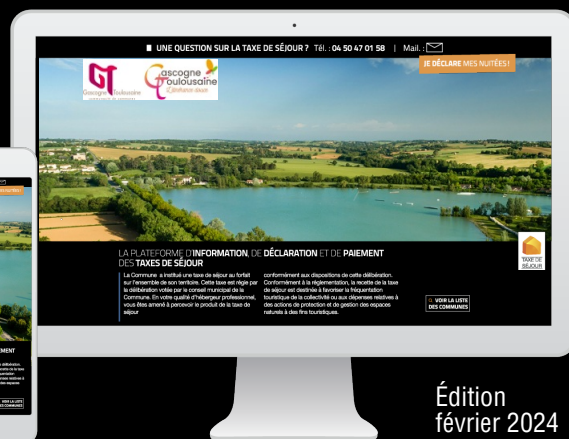 UNE QUESTION SUR LA TAXE DE SÉJOUR ? Tél. : 04 50 47 01 58 | Mail. :
JE DÉCLARE MES NUITÉES !
GT
Gascogne Toulousaine
Gascogne
Toulousaine
LA PLATEFORME D'INFORMATION, DE DÉCLARATION ET DE PAIEMENT
DES TAXES DE SÉJOUR
La Commune a institué une taxe de séjour au forfait
sur l'ensemble de son territoire. Cette taxe est régie par
la délibération votée par le conseil municipal de la
Commune. En votre qualité d'hébergeur professionnel,
vous êtes amené à percevoir le produit de la taxe de
séjour
conformément aux dispositions de cette délibération.
Conformément à la réglementation, la recette de la taxe
de séjour est destinée à favoriser la fréquentation
touristique de la collectivité ou aux dépenses relatives à
des actions de protection et de gestion des espaces
naturels à des fins touristiques.
TAXE DE
SÉJOUR
VOIR LA LISTE
DES COMMUNES
MENT
VOIR LA LISTE
DES COMMUNES
Édition
février 2024